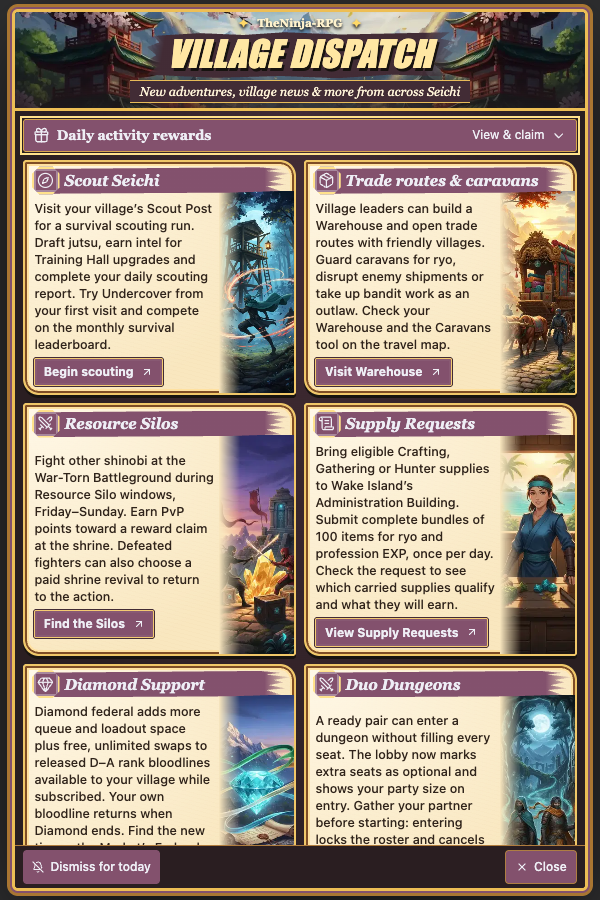 TheNinja-RPG
VILLAGE DISPATCH
New adventures, village news & more from across Seichi
Daily activity rewards
View & claim
Scout Seichi
Visit your village's Scout Post
for a survival scouting run.
Draft jutsu, earn intel for
Training Hall upgrades and
complete your daily scouting
report. Try Undercover from
your first visit and compete
on the monthly survival
leaderboard.
Begin scouting
Trade routes & caravans
Village leaders can build a
Warehouse and open trade
routes with friendly villages.
Guard caravans for ryo,
disrupt enemy shipments or
take up bandit work as an
outlaw. Check your
Warehouse and the Caravans
tool on the travel map.
Visit Warehouse
Resource Silos
Fight other shinobi at the
War-Torn Battleground during
Resource Silo windows,
Friday–Sunday. Earn PvP
points toward a reward claim
at the shrine. Defeated
fighters can also choose a
paid shrine revival to return
to the action.
Find the Silos
Supply Requests
Bring eligible Crafting,
Gathering or Hunter supplies
to Wake Island's
Administration Building.
Submit complete bundles of
100 items for ryo and
profession EXP, once per day.
Check the request to see
which carried supplies qualify
and what they will earn.
View Supply Requests
Diamond Support
Diamond federal adds more
queue and loadout space
plus free, unlimited swaps to
released D–A rank bloodlines
available to your village while
subscribed. Your own
bloodline returns when
Diamond ends. Find the new
Duo Dungeons
A ready pair can enter a
dungeon without filling every
seat. The lobby now marks
extra seats as optional and
shows your party size on
entry. Gather your partner
before starting: entering
locks the roster and cancels
Dismiss for today
Close